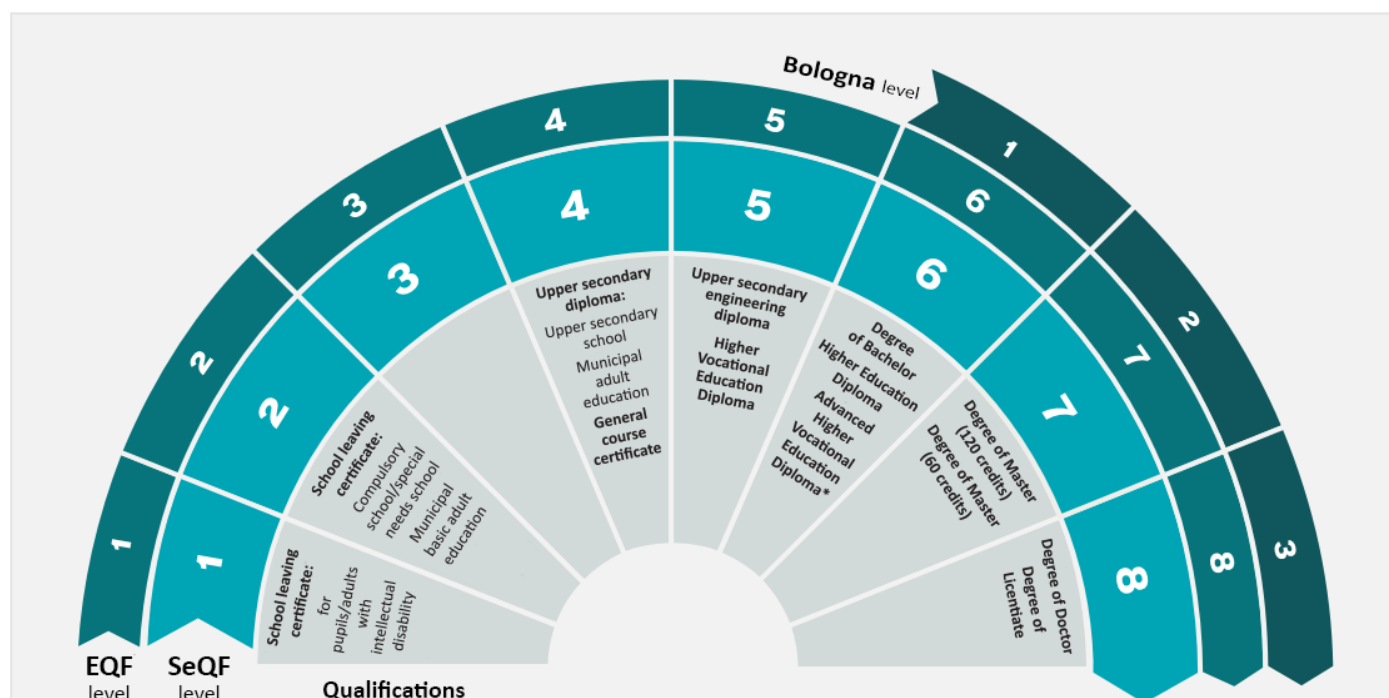 Bologna level
1
2
3
1
2
3
4
5
6
7
8
1
2
3
4
5
6
7
8
School leaving
certificate:
for
pupils/adults
with
intellectual
disability
School leaving
certificate:
Compulsory
school/special
needs school
Municipal
basic adult
education
Upper secondary
diploma:
Upper secondary
school
Municipal
adult
education
General
course
certificate
Upper secondary
engineering
diploma
Higher
Vocational
Education
Diploma
Degree
of Bachelor
Higher Education
Diploma
Advanced
Higher
Vocational
Education
Diploma*
Degree of Master
(120 credits)
Degree of Master
(60 credits)
Degree of Doctor
Degree of
Licentiate
EQF
level
SeQF
level
Qualifications